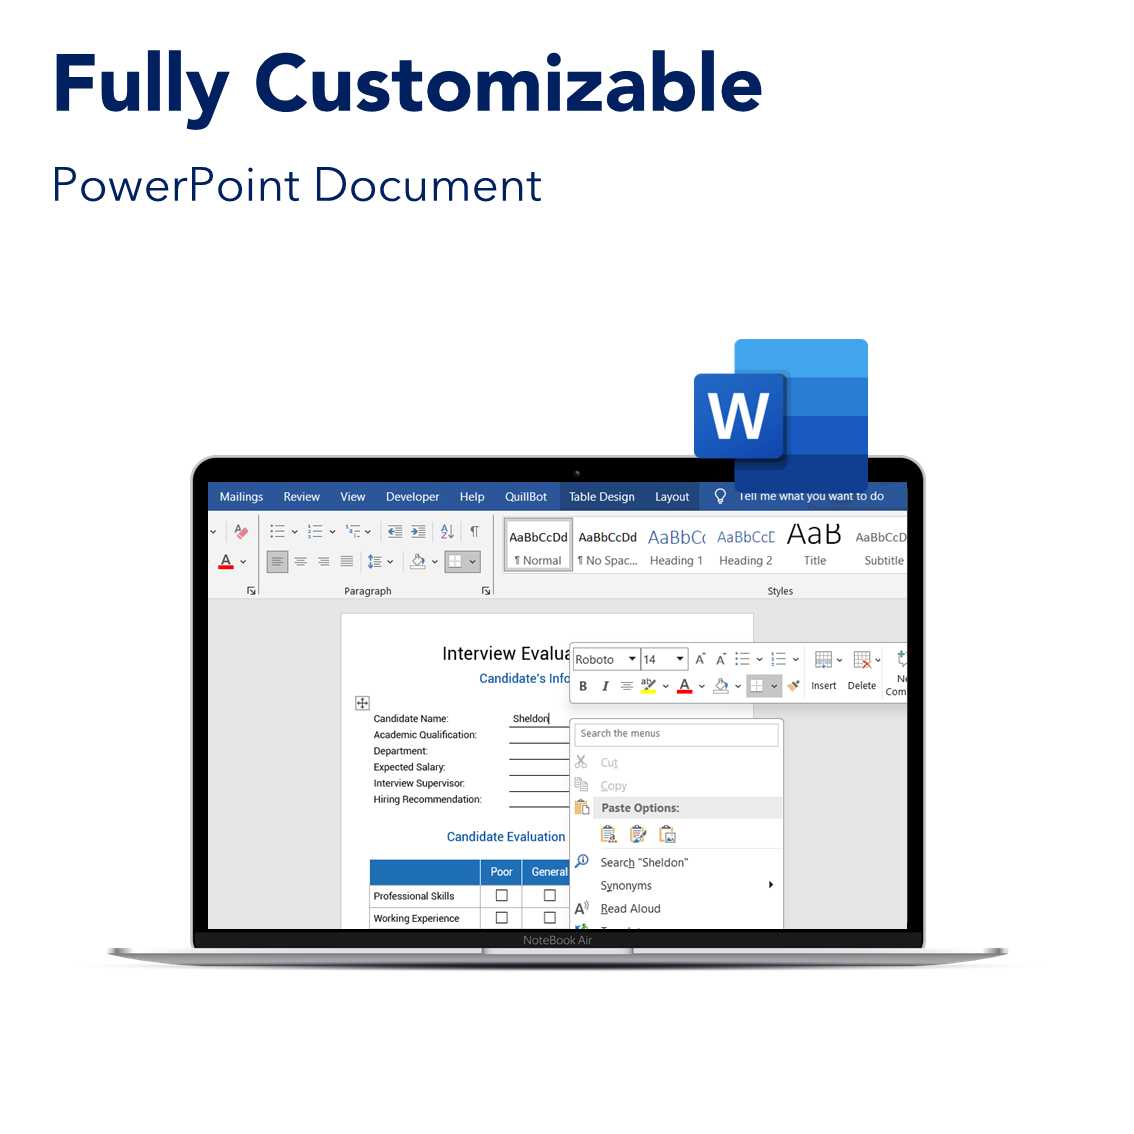 Fully Customizable
PowerPoint Document
W
Mailings Review View Developer Help QuillBot Table Design Layout Tell me what you want to do
AaBbCcDd AaBbCcDd AaBbCc AaBbCcE AaB AaBbCcD
¶ Normal ¶ No Spac... Heading 1 Heading 2 Title Subtitle
Paragraph Styles
Interview Evalua
Candidate's Info
Roboto 14
B I Insert Delete
Candidate Name: Sheldon
Academic Qualification:
Department:
Expected Salary:
Interview Supervisor:
Hiring Recommendation:
Candidate Evaluation
Poor General
Professional Skills
Working Experience
Search the menus
Cut
Copy
Paste Options:
Search "Sheldon"
Synonyms
Read Aloud
NoteBook Air